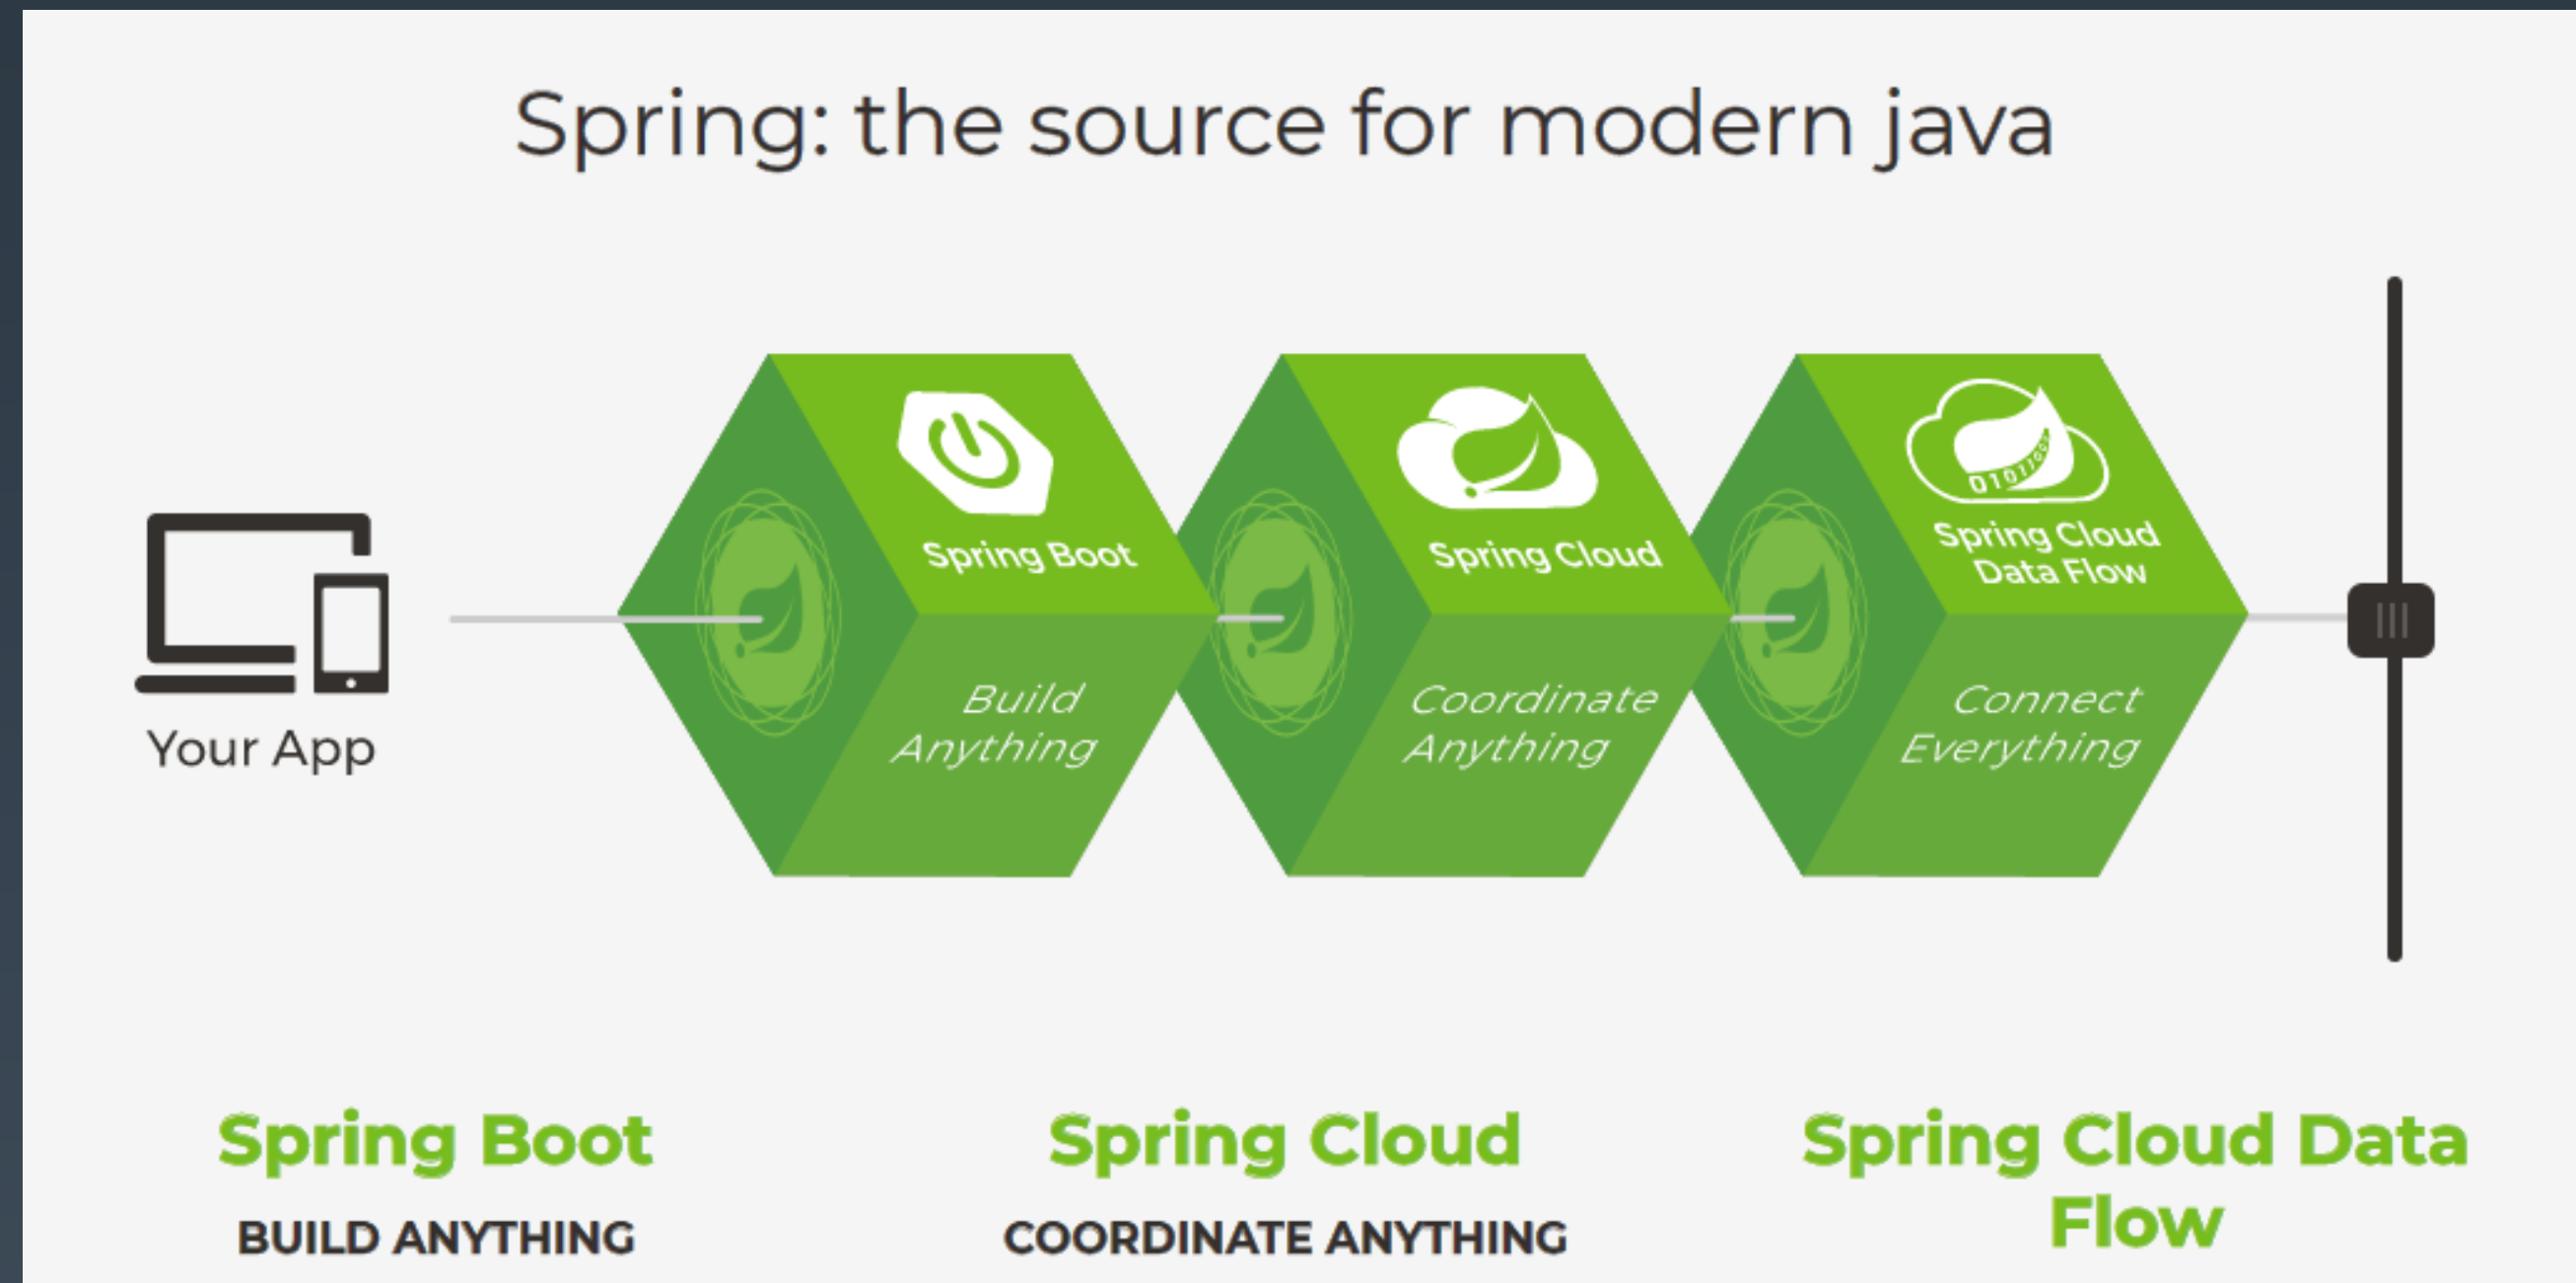 Spring: the source for modern java
Your App
Spring Boot
Build
Anything
Spring Cloud
Coordinate
Anything
01011001
Spring Cloud
Data Flow
Connect
Everything
Spring Boot
BUILD ANYTHING
Spring Cloud
COORDINATE ANYTHING
Spring Cloud Data
Flow